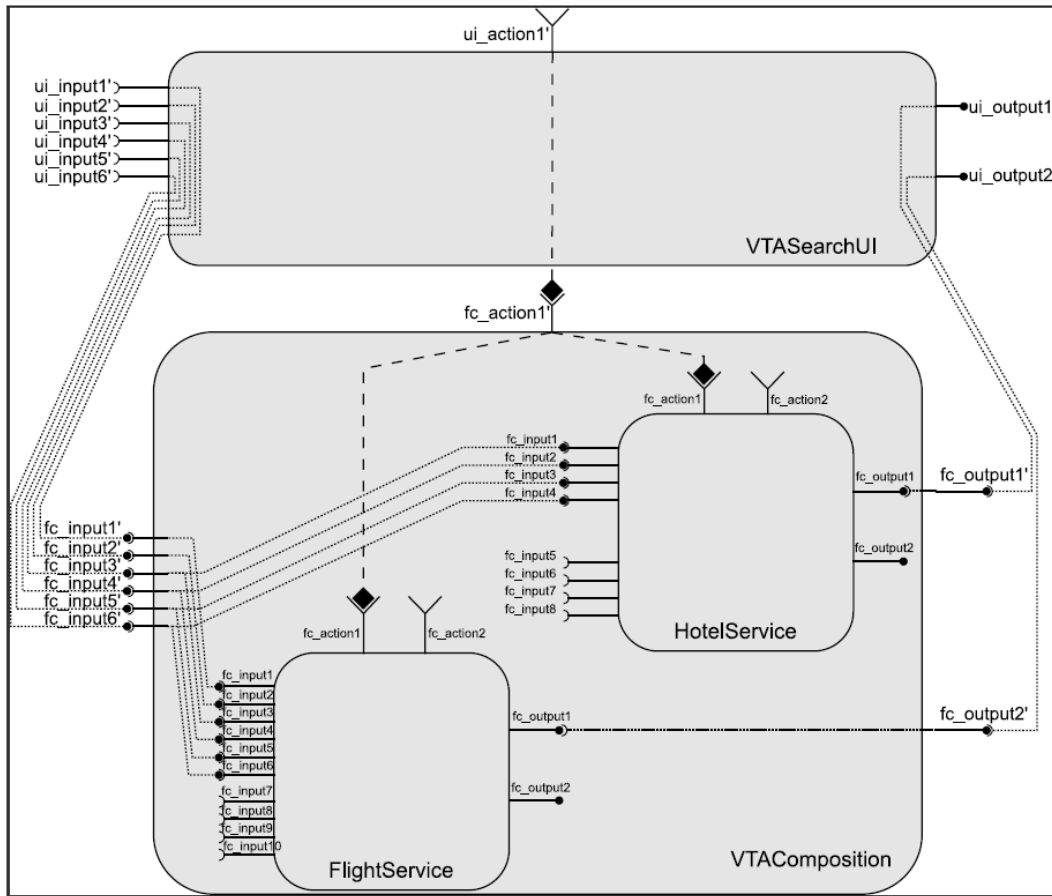 ui_action1'
ui_input1'
ui_input2'
ui_input3'
ui_input4'
ui_input5'
ui_input6'
ui_output1
ui_output2
VTASearchUI
fc_action1'
fc_action1
fc_action2
fc_input1
fc_input2
fc_input3
fc_input4
fc_output1
fc_output1'
fc_input1'
fc_input2'
fc_input3'
fc_input4'
fc_input5'
fc_input6'
fc_input5
fc_input6
fc_input7
fc_input8
fc_output2
HotelService
fc_action1
fc_action2
fc_input1
fc_input2
fc_input3
fc_input4
fc_input5
fc_input6
fc_input7
fc_input8
fc_input9
fc_input10
fc_output1
fc_output2'
fc_output2
FlightService
VTAComposition